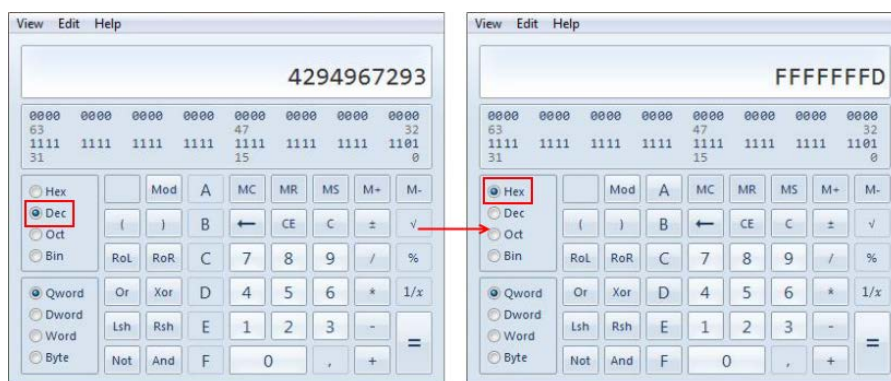 View Edit Help
4294967293
0000 0000 0000 0000 0000 0000 0000 0000
63 47 32
1111 1111 1111 1111 1111 1111 1111 1101
31 15 0
Hex Mod A MC MR MS M+ M-
Dec ( ) B ← CE C ± √
Oct
Bin RoL RoR C 7 8 9 / %
Qword Or Xor D 4 5 6 * 1/x
Dword
Word Lsh Rsh E 1 2 3 - =
Byte Not And F 0 , +
View Edit Help
FFFFFFFD
0000 0000 0000 0000 0000 0000 0000 0000
63 47 32
1111 1111 1111 1111 1111 1111 1111 1101
31 15 0
Hex Mod A MC MR MS M+ M-
Dec ( ) B ← CE C ± √
Oct
Bin RoL RoR C 7 8 9 / %
Qword Or Xor D 4 5 6 * 1/x
Dword
Word Lsh Rsh E 1 2 3 - =
Byte Not And F 0 , +